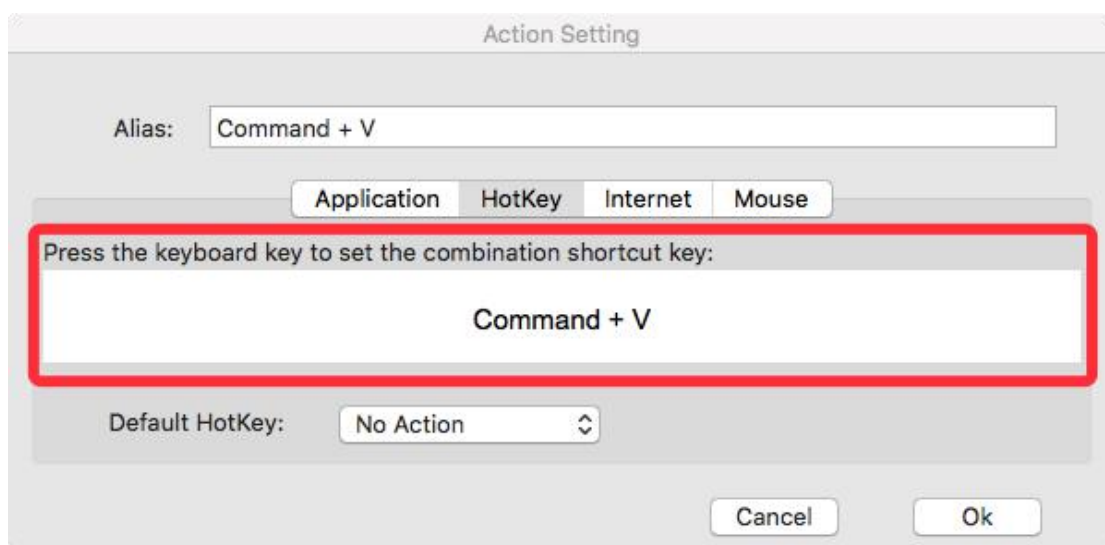 Action Setting
Alias: Command + V
Application HotKey Internet Mouse
Press the keyboard key to set the combination shortcut key:
Command + V
Default HotKey: No Action
Cancel Ok